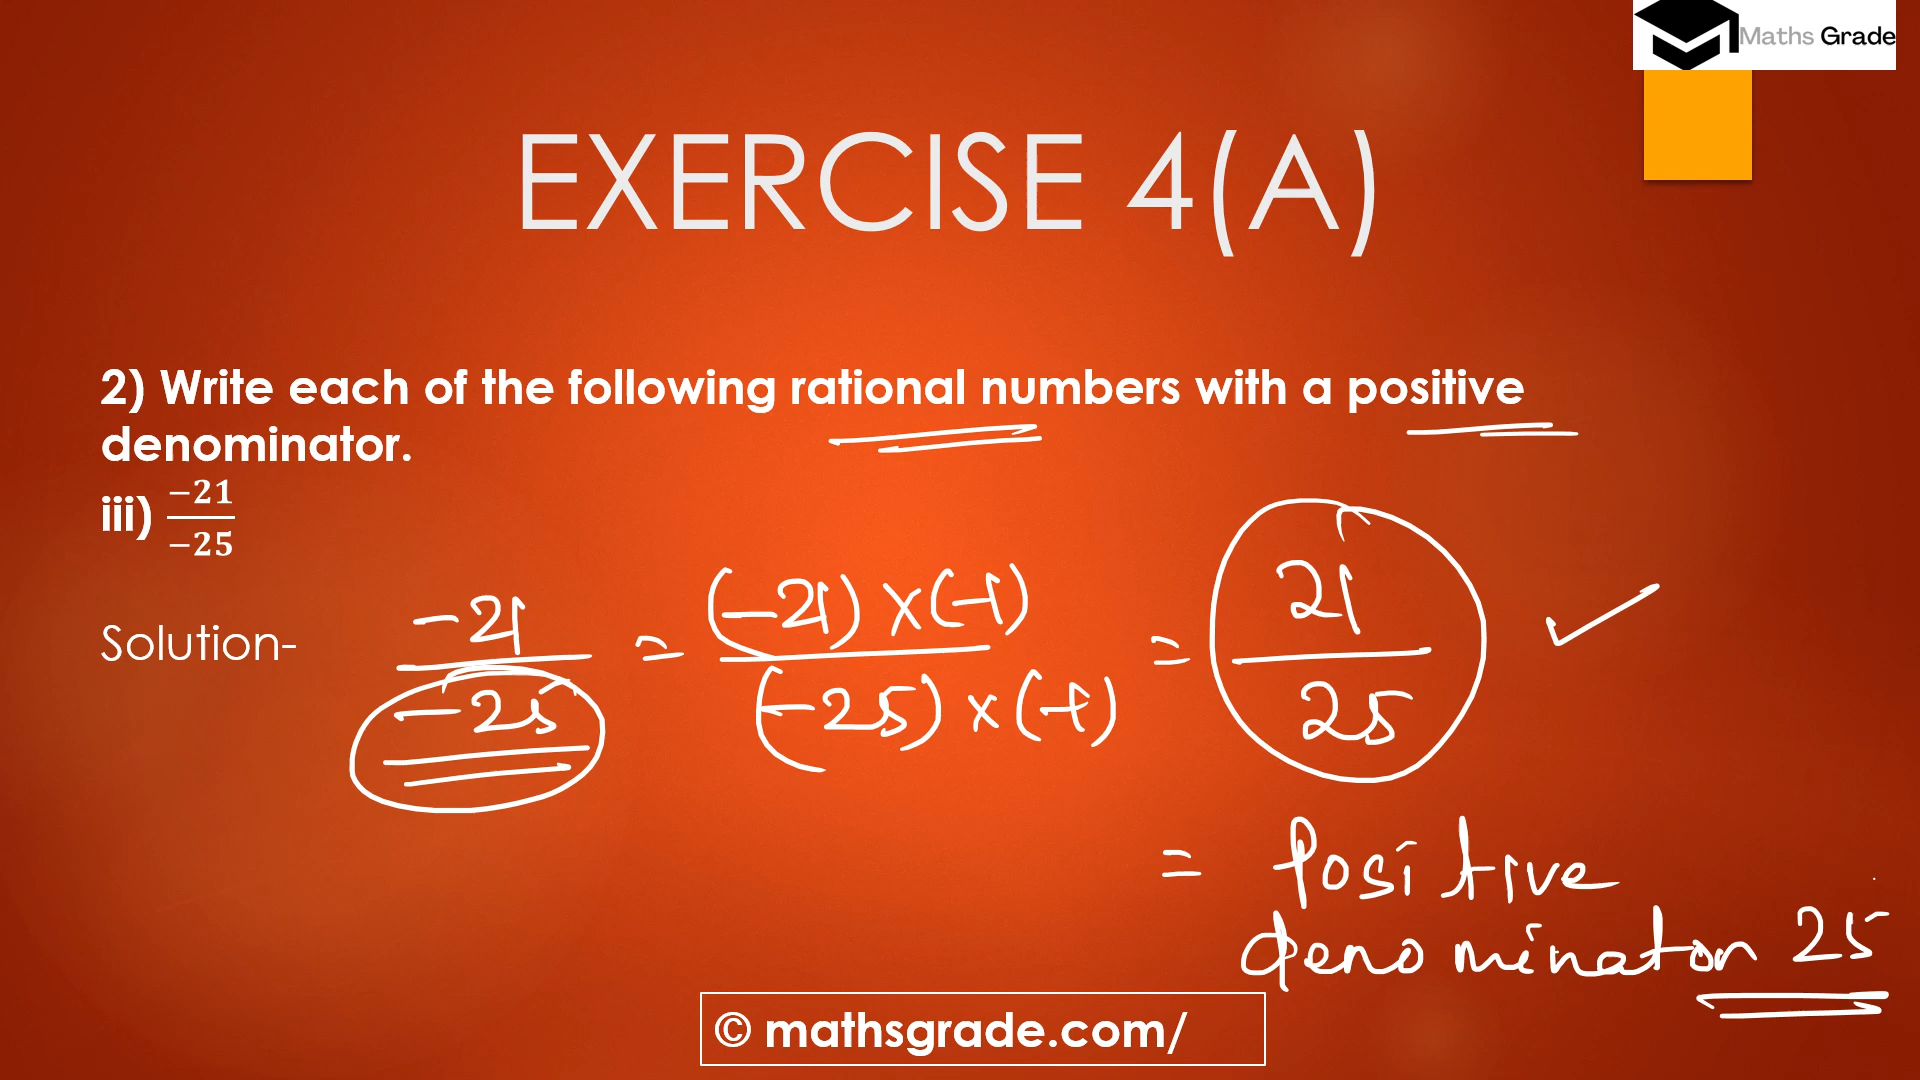 Maths Grade
EXERCISE 4(A)
2) Write each of the following rational numbers with a positive
denominator.
iii) −21/−25
Solution- −21/−25 = (−21)×(−1)/(−25)×(−1) = 21/25 ✓
= Positive
denominator 25
© mathsgrade.com/